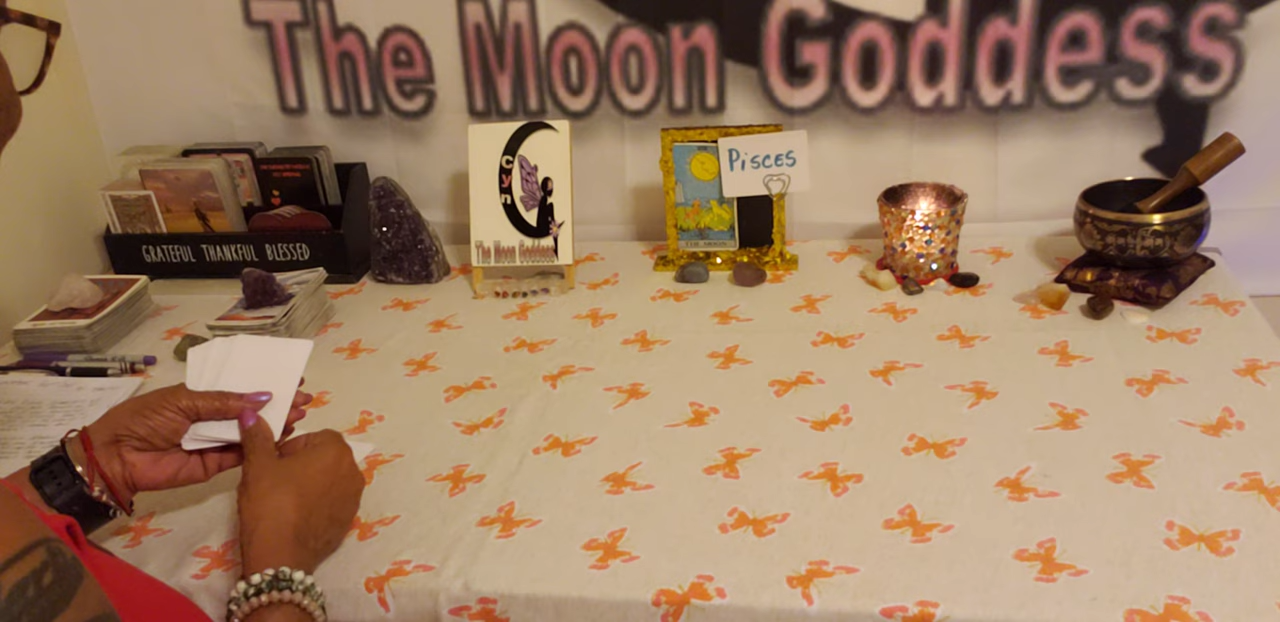 The Moon Goddess
GRATEFUL THANKFUL BLESSED
Cyn
The Moon Goddess
Pisces
THE MOON